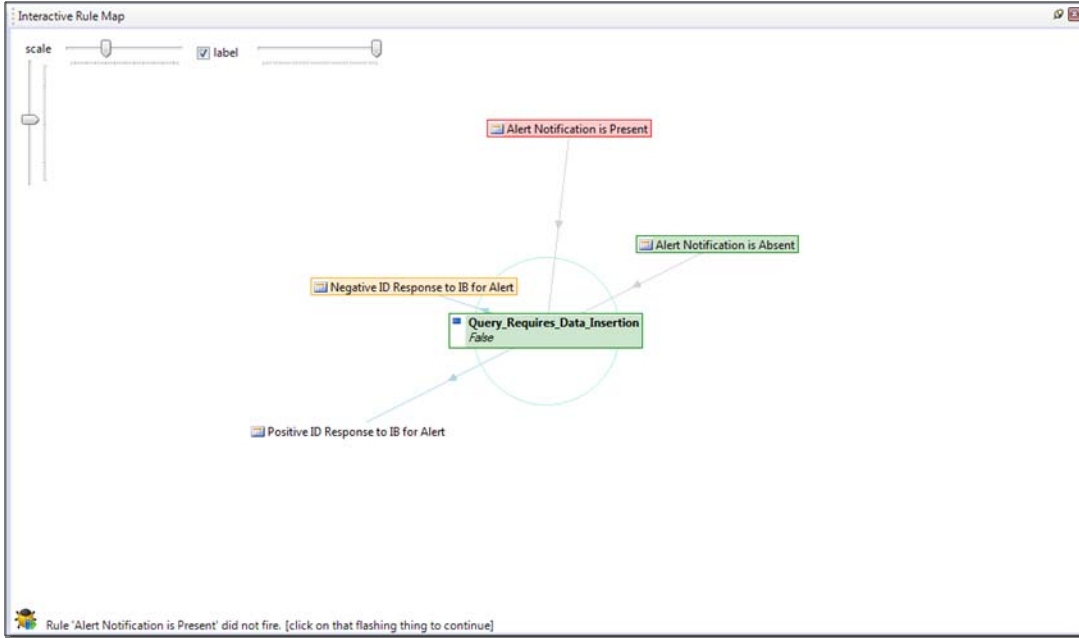 Interactive Rule Map
scale
label
Alert Notification is Present
Alert Notification is Absent
Negative ID Response to IB for Alert
Query_Requires_Data_Insertion
False
Positive ID Response to IB for Alert
Rule 'Alert Notification is Present' did not fire. [click on that flashing thing to continue]